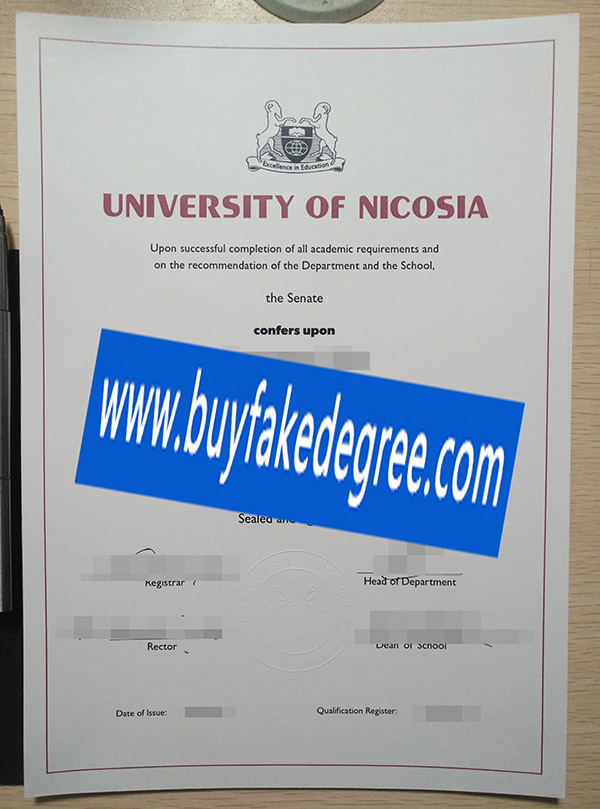 Excellence in Education
UNIVERSITY OF NICOSIA
Upon successful completion of all academic requirements and
on the recommendation of the Department and the School,
the Senate
confers upon
www.buyfakedegree.com
Sealed and
Registrar
Head of Department
Rector
Dean of School
Date of Issue:
Qualification Register: